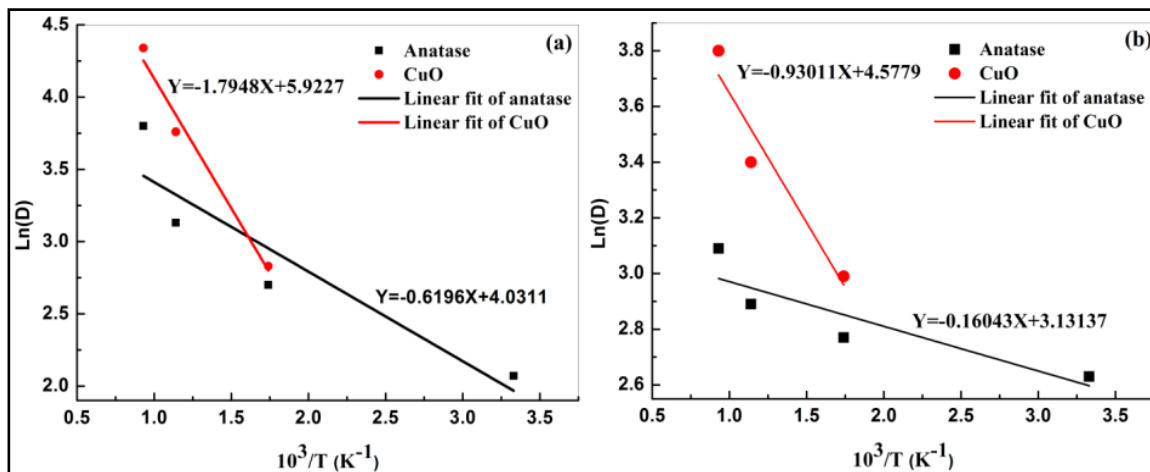 (a)
Anatase
CuO
Linear fit of anatase
Linear fit of CuO
Y=-1.7948X+5.9227
Y=-0.6196X+4.0311
Ln(D)
4.5
4.0
3.5
3.0
2.5
2.0
0.5 1.0 1.5 2.0 2.5 3.0 3.5
10³/T (K⁻¹)
(b)
Anatase
CuO
Linear fit of anatase
Linear fit of CuO
Y=-0.93011X+4.5779
Y=-0.16043X+3.13137
Ln(D)
3.8
3.4
3.0
2.6
3.6
3.2
2.8
0.5 1.0 1.5 2.0 2.5 3.0 3.5
10³/T (K⁻¹)